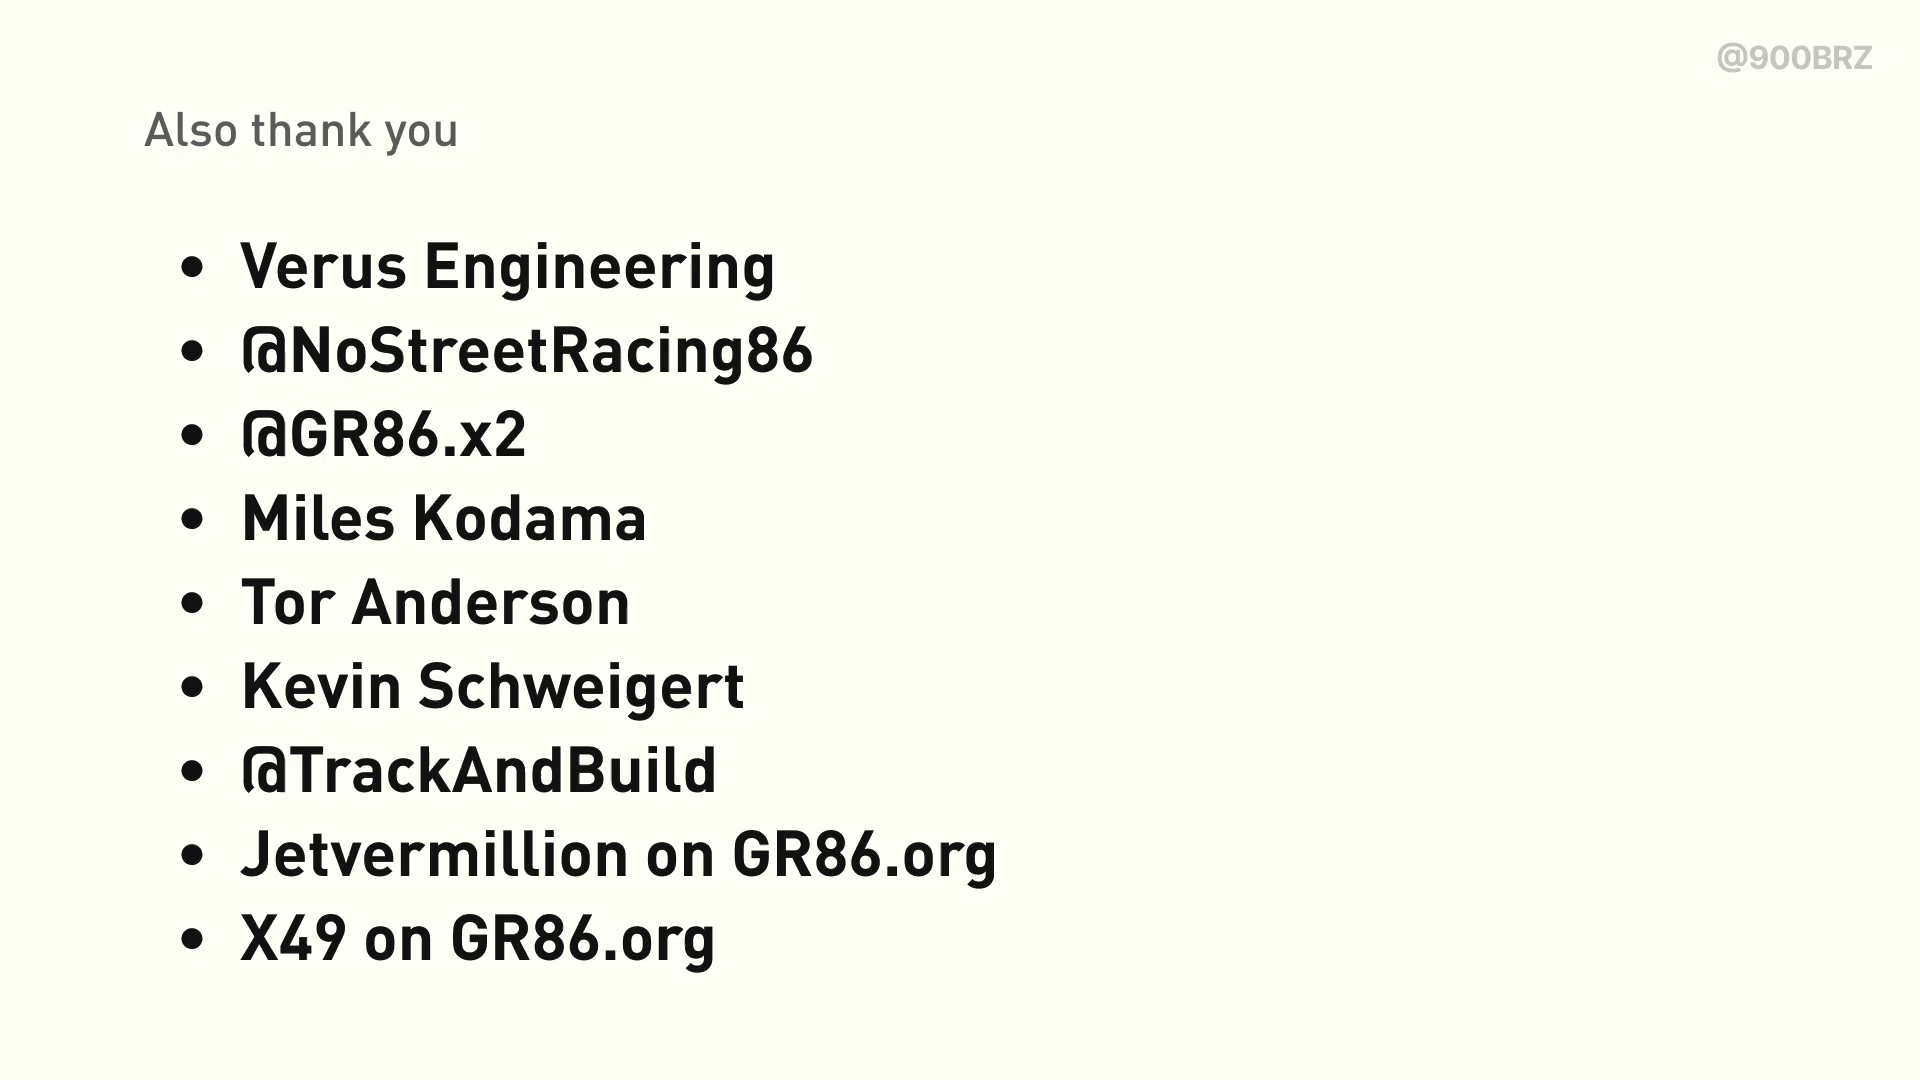 @900BRZ
Also thank you
• Verus Engineering
• @NoStreetRacing86
• @GR86.x2
• Miles Kodama
• Tor Anderson
• Kevin Schweigert
• @TrackAndBuild
• Jetvermillion on GR86.org
• X49 on GR86.org